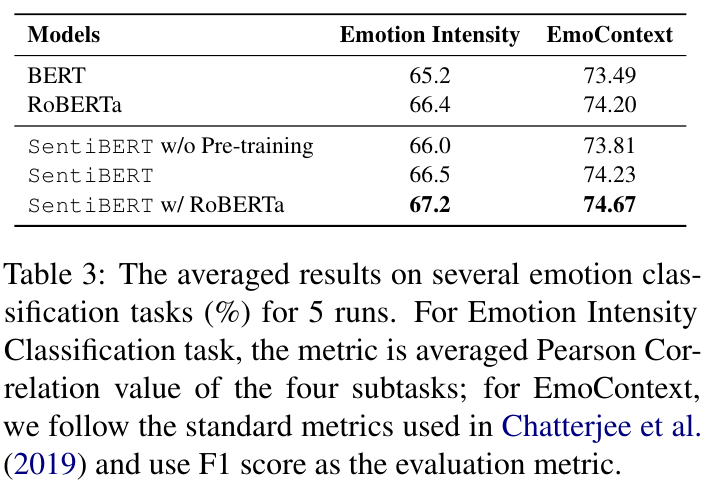 Models Emotion Intensity EmoContext
BERT 65.2 73.49
RoBERTa 66.4 74.20
SentiBERT w/o Pre-training 66.0 73.81
SentiBERT 66.5 74.23
SentiBERT w/ RoBERTa 67.2 74.67
Table 3: The averaged results on several emotion clas-
sification tasks (%) for 5 runs. For Emotion Intensity
Classification task, the metric is averaged Pearson Cor-
relation value of the four subtasks; for EmoContext,
we follow the standard metrics used in Chatterjee et al.
(2019) and use F1 score as the evaluation metric.